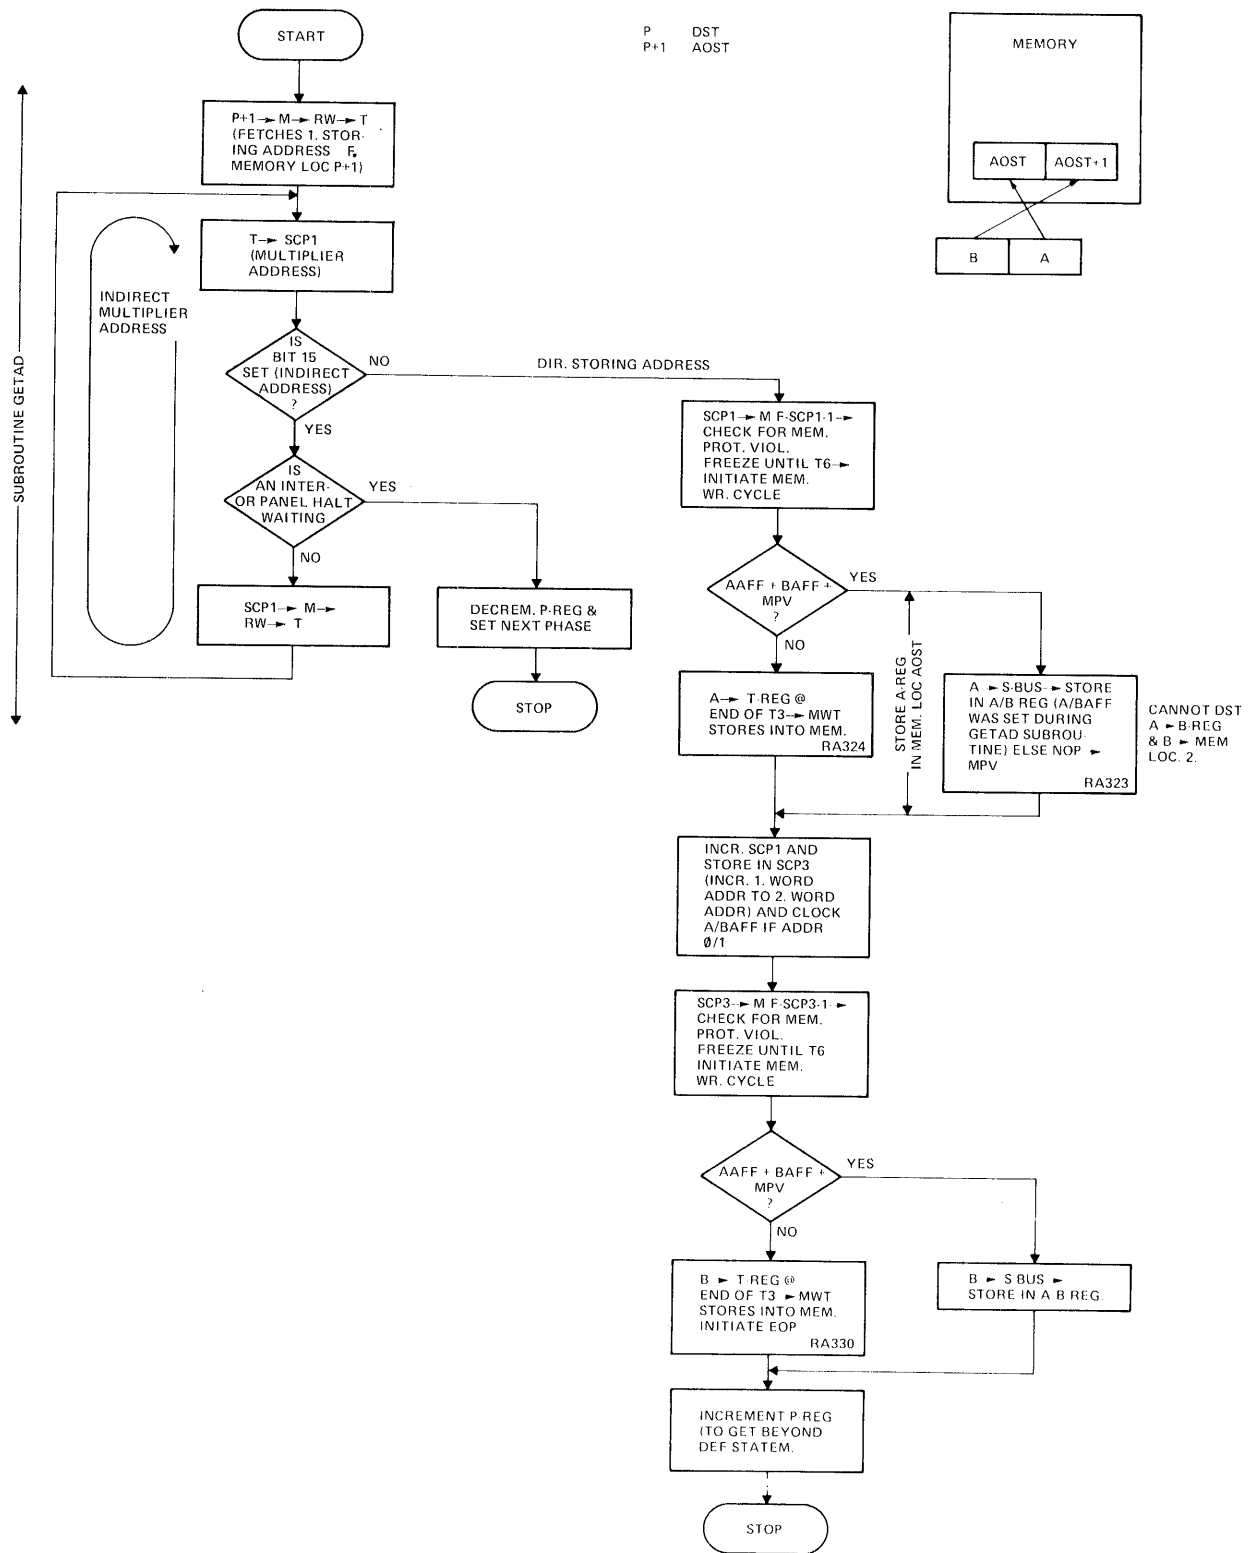 START
P DST
P+1 AOST
MEMORY
AOST AOST+1
B A
SUBROUTINE GETAD
P+1→ M→ RW→ T
(FETCHES 1. STOR-
ING ADDRESS F.
MEMORY LOC P+1)
T→ SCP1
(MULTIPLIER
ADDRESS)
INDIRECT
MULTIPLIER
ADDRESS
IS
BIT 15
SET (INDIRECT
ADDRESS)
?
NO
DIR. STORING ADDRESS
YES
IS
AN INTER-
OR PANEL HALT
WAITING
YES
NO
SCP1→ M→
RW→ T
DECREM. P-REG &
SET NEXT PHASE
STOP
SCP1→ M F-SCP1-1-→
CHECK FOR MEM.
PROT. VIOL.
FREEZE UNTIL T6→
INITIATE MEM.
WR. CYCLE
AAFF + BAFF +
MPV
?
YES
NO
A→ T-REG @
END OF T3→ MWT
STORES INTO MEM.
RA324
STORE A-REG
IN MEM. LOC AOST
A → S-BUS-→ STORE
IN A/B REG (A/BAFF
WAS SET DURING
GETAD SUBROU-
TINE) ELSE NOP →
MPV
RA323
CANNOT DST
A → B-REG
& B → MEM
LOC. 2.
INCR. SCP1 AND
STORE IN SCP3
(INCR. 1. WORD
ADDR TO 2. WORD
ADDR) AND CLOCK
A/BAFF IF ADDR
Ø/1
SCP3-→ M F-SCP3-1-→
CHECK FOR MEM.
PROT. VIOL.
FREEZE UNTIL T6
INITIATE MEM.
WR. CYCLE
AAFF + BAFF +
MPV
?
YES
NO
B → T-REG @
END OF T3 → MWT
STORES INTO MEM.
INITIATE EOP
RA330
B → S BUS →
STORE IN A B REG.
INCREMENT P-REG
(TO GET BEYOND
DEF STATEM.
STOP